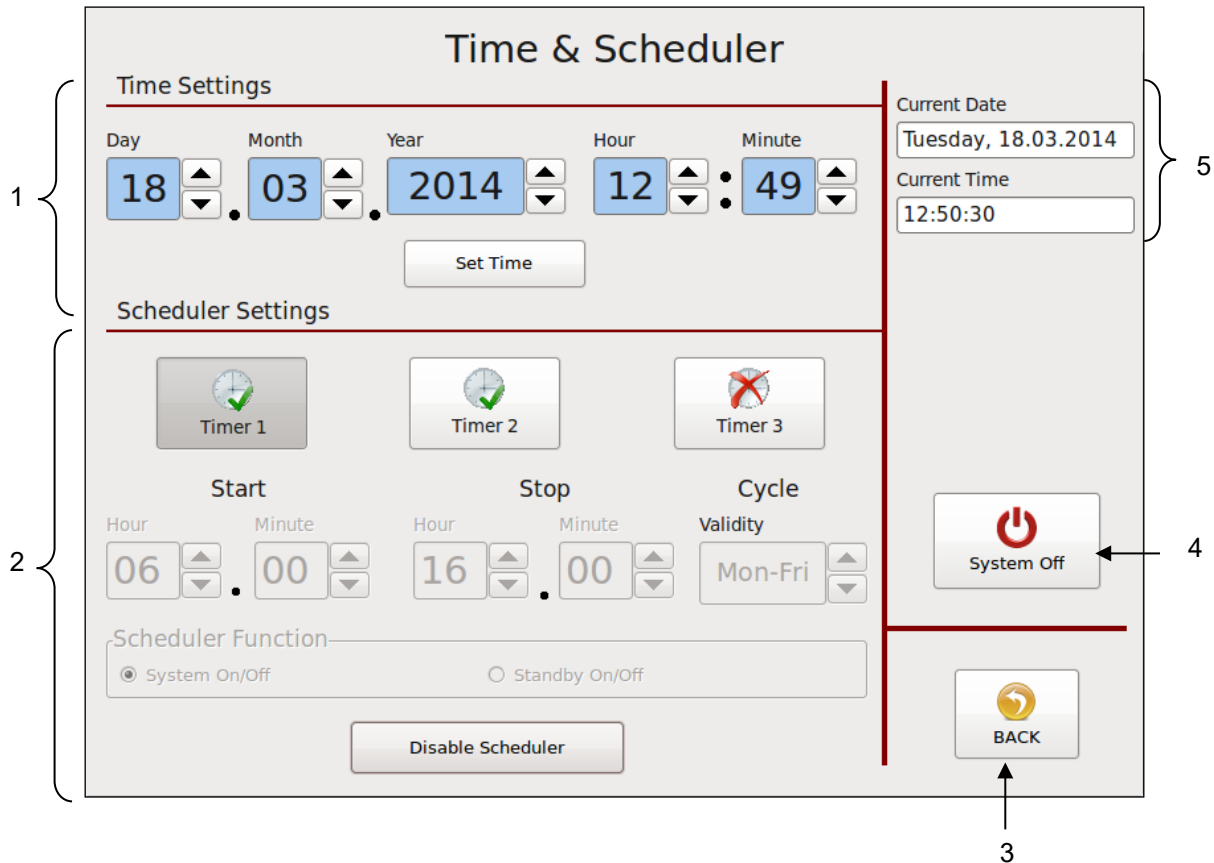 Time & Scheduler
Time Settings
Day Month Year Hour Minute
18 . 03 . 2014 12 : 49
Set Time
Current Date
Tuesday, 18.03.2014
Current Time
12:50:30
1
5
Scheduler Settings
Timer 1 Timer 2 Timer 3
Start Stop Cycle
Hour Minute Hour Minute Validity
06 . 00 16 . 00 Mon-Fri
Scheduler Function
System On/Off Standby On/Off
Disable Scheduler
2
System Off
4
BACK
3